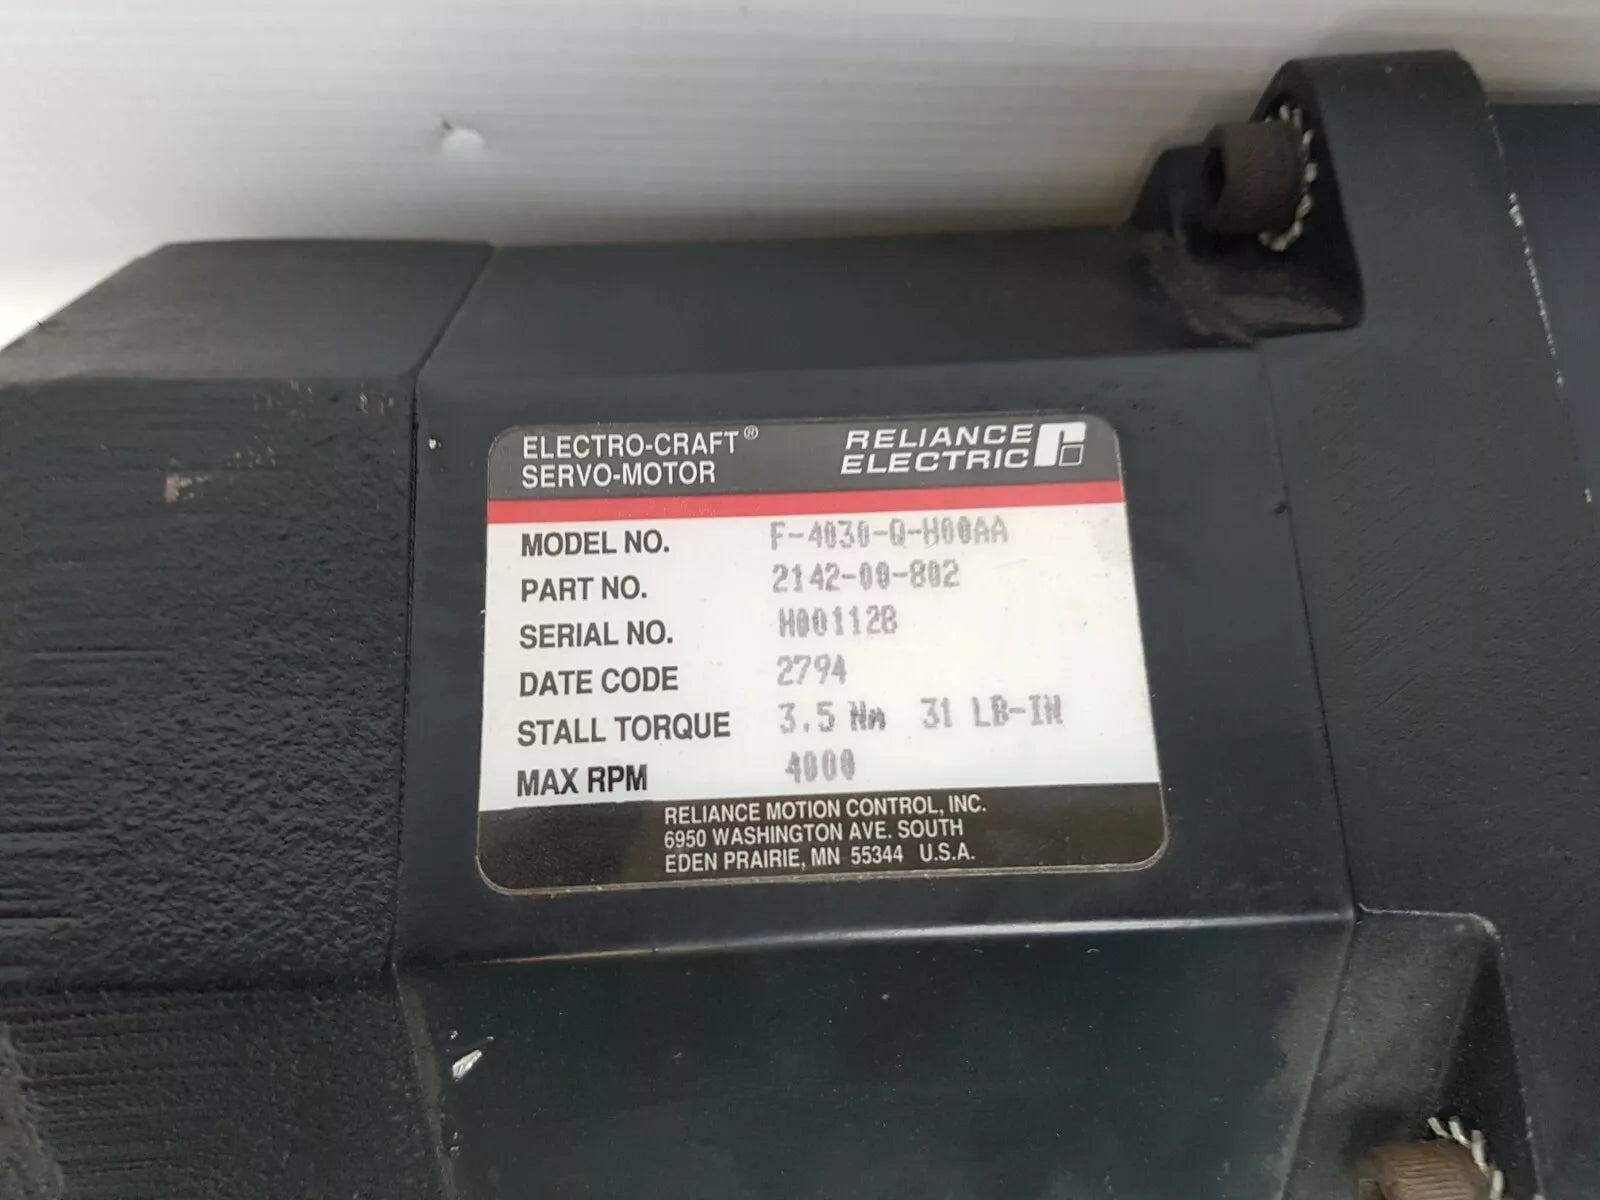 ELECTRO-CRAFT®
SERVO-MOTOR
RELIANCE
ELECTRIC
MODEL NO. F-4030-Q-H00AA
PART NO. 2142-00-802
SERIAL NO. H00112B
DATE CODE 2794
STALL TORQUE 3.5 Nm 31 LB-IN
MAX RPM 4000
RELIANCE MOTION CONTROL, INC.
6950 WASHINGTON AVE. SOUTH
EDEN PRAIRIE, MN 55344 U.S.A.